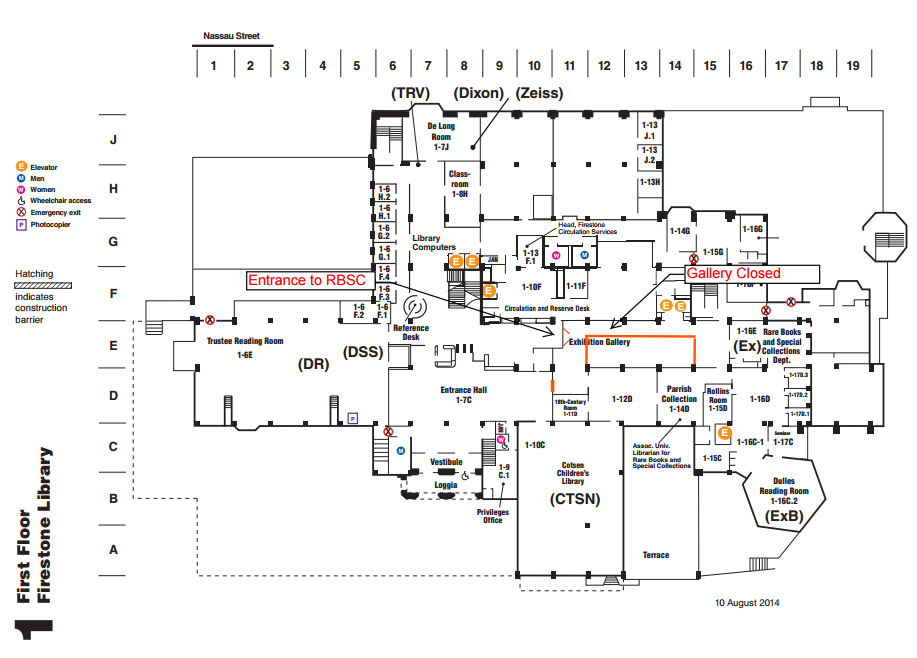 Nassau Street
1 2 3 4 5 6 7 8 9 10 11 12 13 14 15 16 17 18 19
(TRV) (Dixon) (Zeiss)
J
H
G
F
E
D
C
B
A
E Elevator
M Men
W Women
Wheelchair access
Emergency exit
P Photocopier
Hatching
indicates
construction
barrier
De Long
Room
1-7J
1-13
J.1
1-13
J.2
1-13H
Class-
room
1-8H
1-6
H.2
1-6
H.1
1-6
G.2
1-6
G.1
1-6
F.4
1-6
F.3
1-6
F.2
1-6
F.1
Library
Computers
Head, Firestone
Circulation Services
1-13
F.1
W
M
1-14G
1-15G
1-16G
E E
JAN
E
1-10F
1-11F
Entrance to RBSC
Gallery Closed
Circulation and Reserve Desk
E E
Reference
Desk
Trustee Reading Room
1-6E
(DR)
(DSS)
Exhibition Gallery
1-16E
(Ex)
Rare Books
and Special
Collections
Dept.
Entrance Hall
1-7C
18th-Century
Room
1-11D
1-12D
Parrish
Collection
1-14D
Rollins
Room
1-15D
1-16D
1-17D.3
1-17D.2
1-17D.1
P
M
W
JAN
E
1-10C
Assoc. Univ.
Librarian for
Rare Books and
Special Collections
1-15C
1-16C-1
Seminar
1-17C
Vestibule
Loggia
1-9
C.1
Privileges
Office
Cotsen
Children's
Library
(CTSN)
Dulles
Reading Room
1-16C.2
(ExB)
Terrace
10 August 2014
1 First Floor
Firestone Library